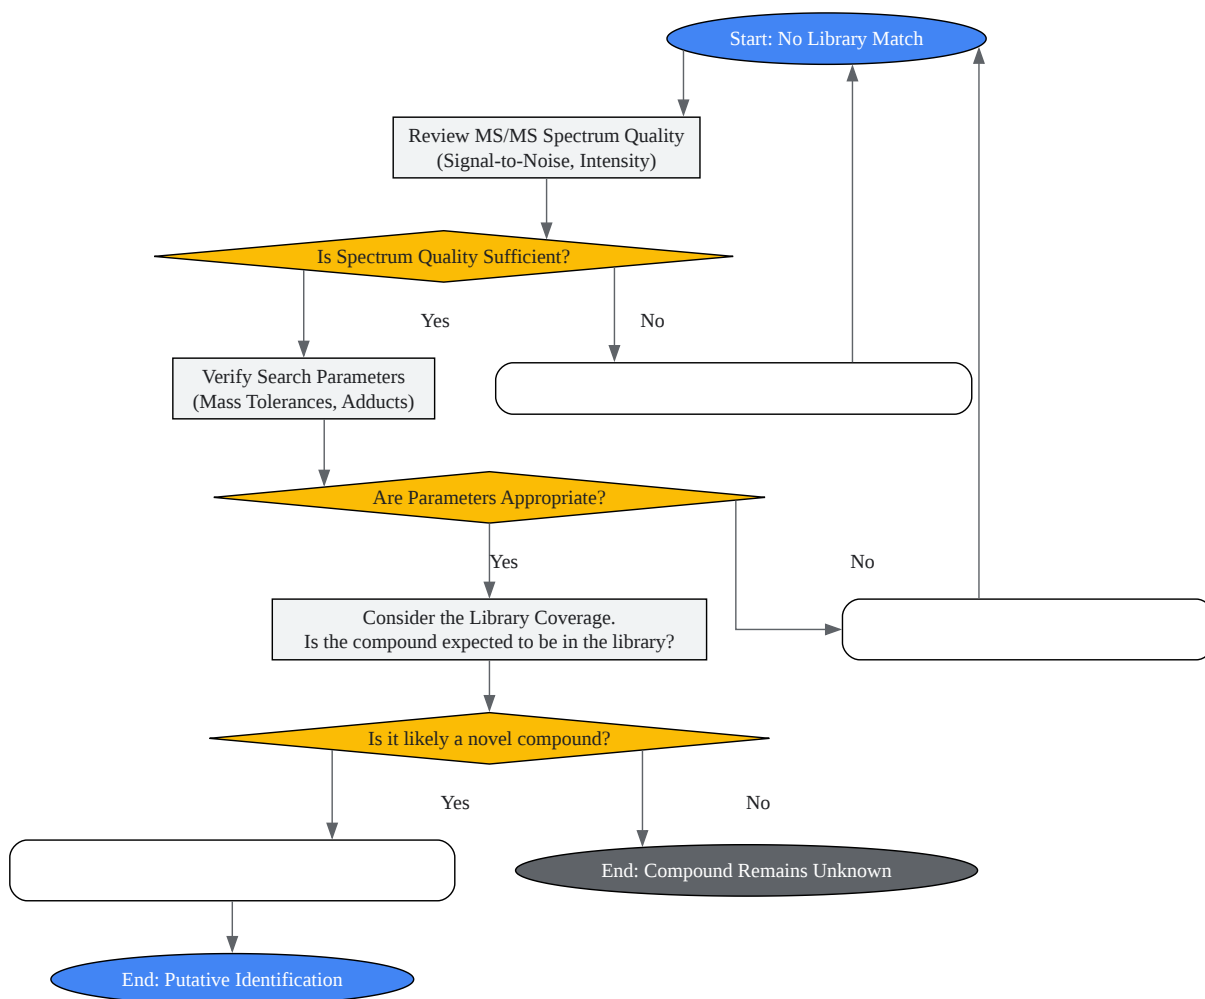 Start: No Library Match
Review MS/MS Spectrum Quality
(Signal-to-Noise, Intensity)
Is Spectrum Quality Sufficient?
Yes
No
Verify Search Parameters
(Mass Tolerances, Adducts)
Are Parameters Appropriate?
Yes
No
Consider the Library Coverage.
Is the compound expected to be in the library?
Is it likely a novel compound?
Yes
No
End: Compound Remains Unknown
End: Putative Identification